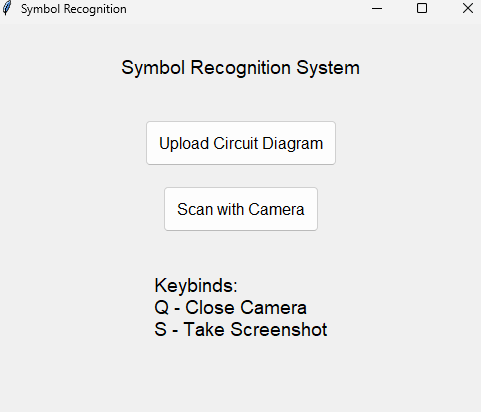 Symbol Recognition
Symbol Recognition System
Upload Circuit Diagram
Scan with Camera
Keybinds:
Q - Close Camera
S - Take Screenshot